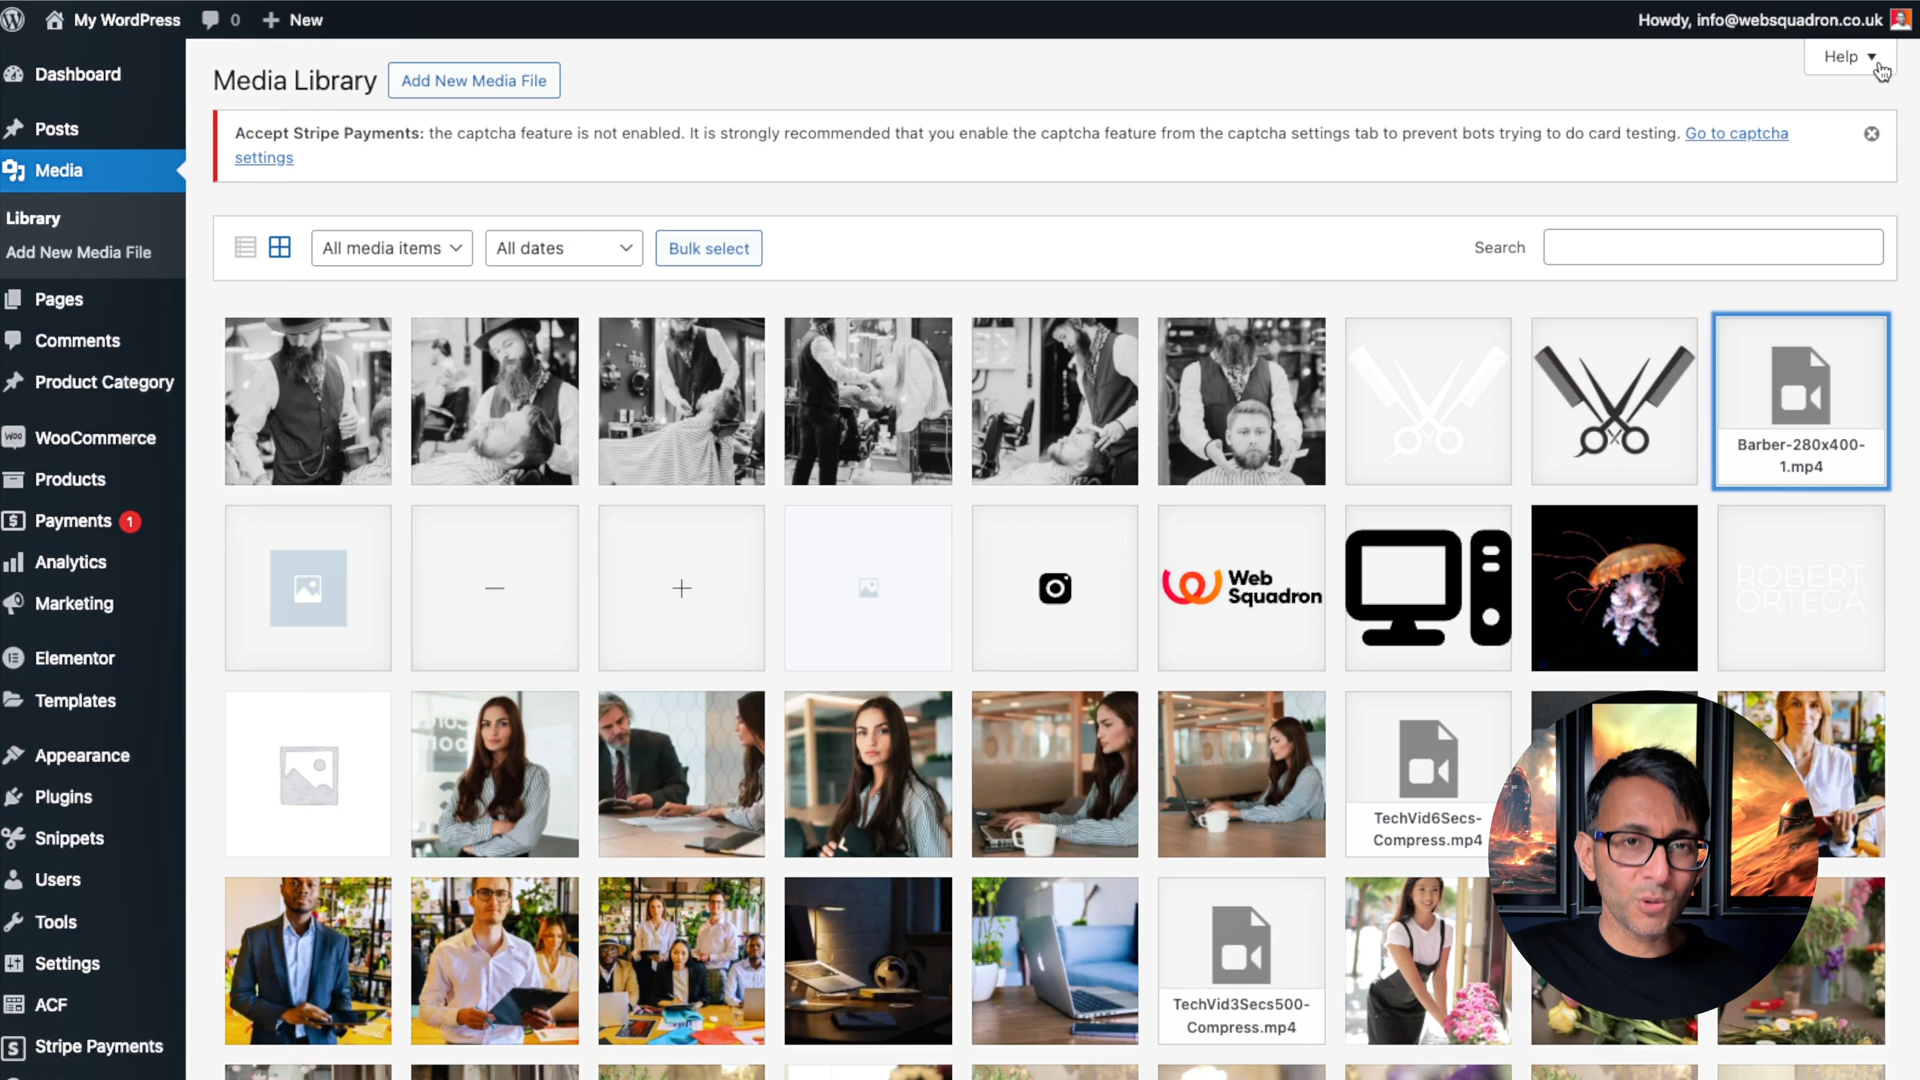 My WordPress
0
New
Howdy, info@websquadron.co.uk
Dashboard
Posts
Media
Library
Add New Media File
Pages
Comments
Product Category
WooCommerce
Products
Payments 1
Analytics
Marketing
Elementor
Templates
Appearance
Plugins
Snippets
Users
Tools
Settings
ACF
Stripe Payments
Help
Media Library
Add New Media File
Accept Stripe Payments: the captcha feature is not enabled. It is strongly recommended that you enable the captcha feature from the captcha settings tab to prevent bots trying to do card testing. Go to captcha
settings
All media items
All dates
Bulk select
Search
Barber-280x400-
1.mp4
Web
Squadron
ROBERT
ORTEGA
TechVid6Secs-
Compress.mp4
TechVid3Secs500-
Compress.mp4